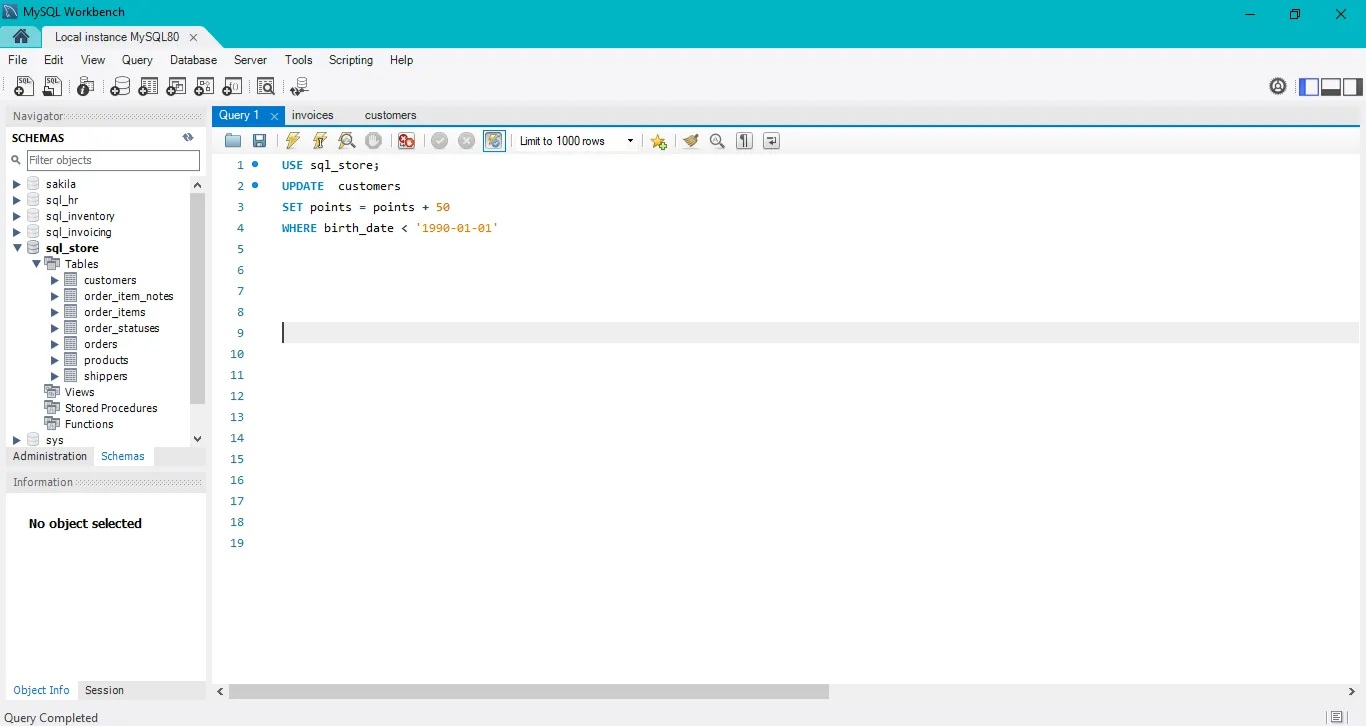 MySQL Workbench
Local instance MySQL80
File Edit View Query Database Server Tools Scripting Help
Navigator
SCHEMAS
Filter objects
sakila
sql_hr
sql_inventory
sql_invoicing
sql_store
Tables
customers
order_item_notes
order_items
order_statuses
orders
products
shippers
Views
Stored Procedures
Functions
sys
Administration Schemas
Information
No object selected
Object Info Session
Query 1 invoices customers
Limit to 1000 rows
1 USE sql_store;
2 UPDATE  customers
3 SET points = points + 50
4 WHERE birth_date < '1990-01-01'
5
6
7
8
9
10
11
12
13
14
15
16
17
18
19
Query Completed